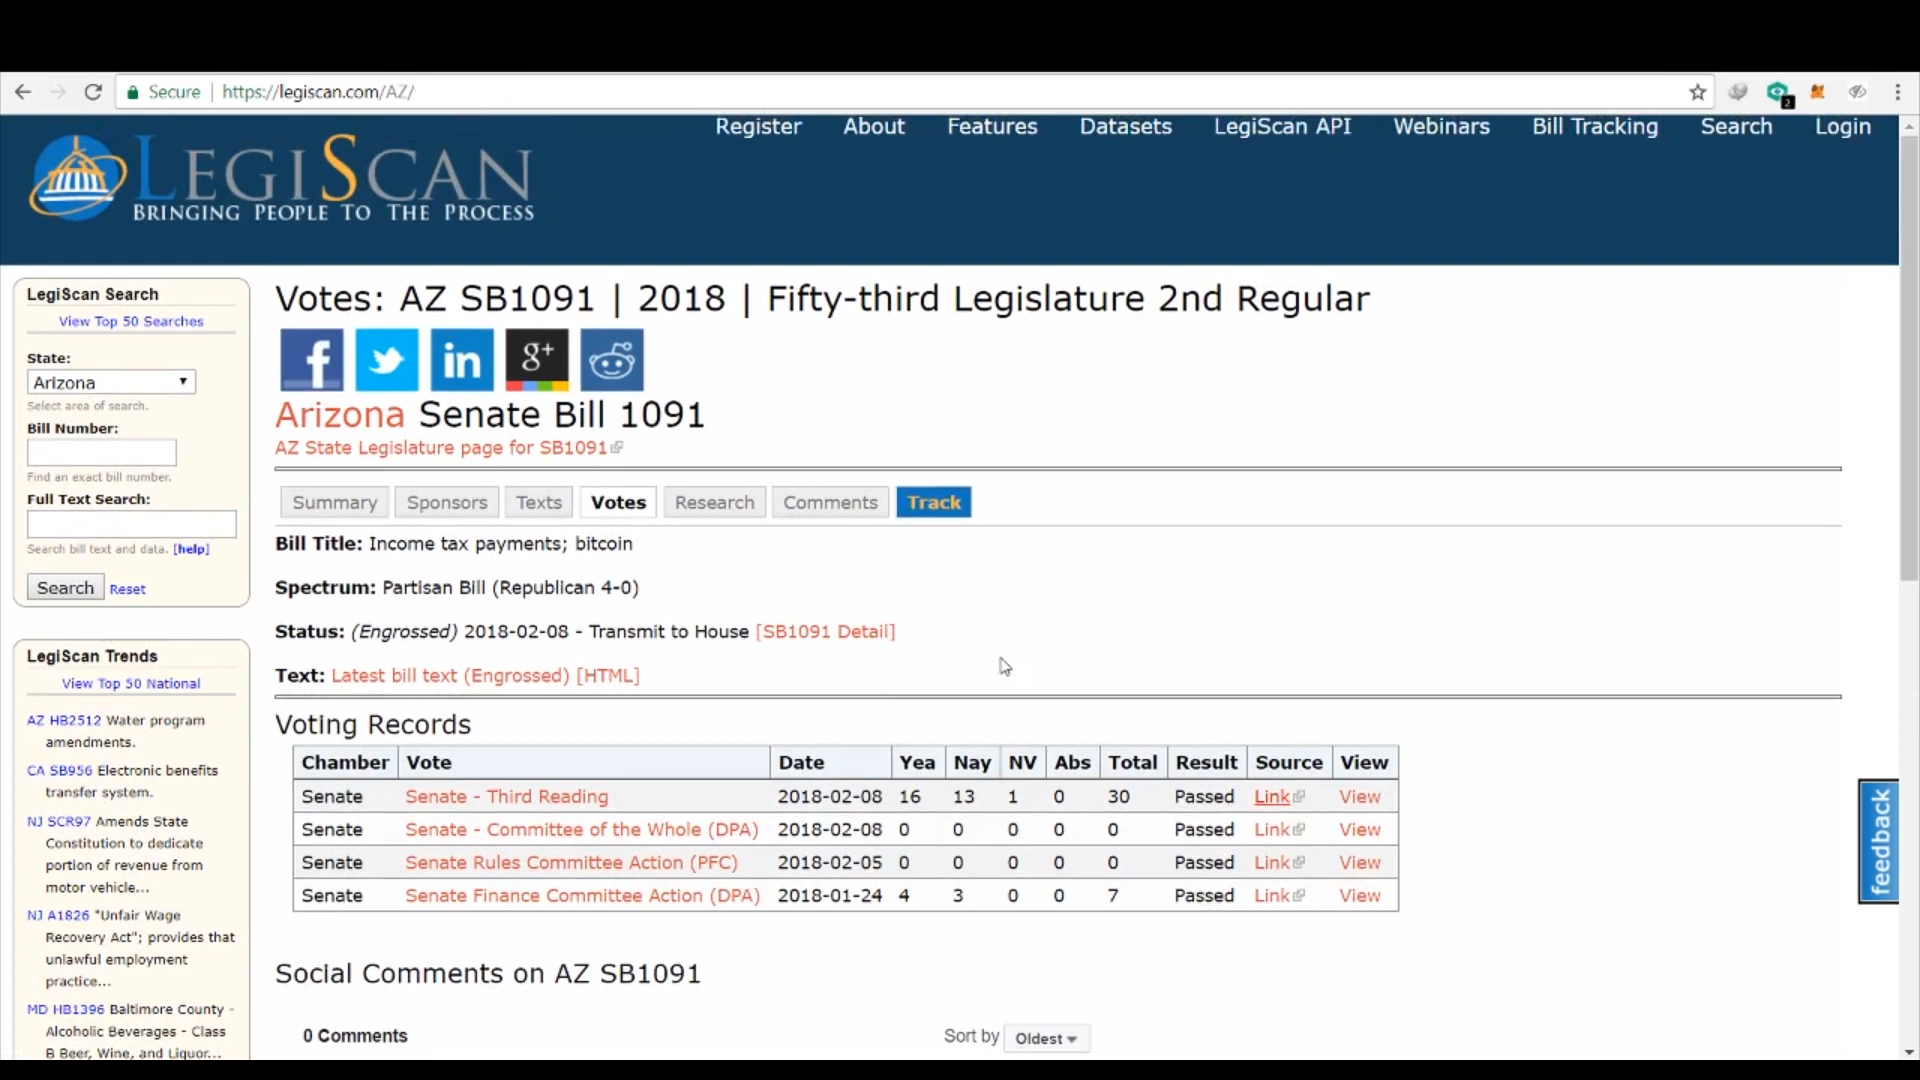 Secure | https://legiscan.com/AZ/
2
Register About Features Datasets LegiScan API Webinars Bill Tracking Search Login
LEGISCAN
BRINGING PEOPLE TO THE PROCESS
LegiScan Search
View Top 50 Searches
State:
Arizona
Select area of search.
Bill Number:
Find an exact bill number.
Full Text Search:
Search bill text and data. [help]
Search Reset
LegiScan Trends
View Top 50 National
AZ HB2512 Water program
amendments.
CA SB956 Electronic benefits
transfer system.
NJ SCR97 Amends State
Constitution to dedicate
portion of revenue from
motor vehicle...
NJ A1826 "Unfair Wage
Recovery Act"; provides that
unlawful employment
practice...
MD HB1396 Baltimore County -
Alcoholic Beverages - Class
B Beer, Wine, and Liquor...
Votes: AZ SB1091 | 2018 | Fifty-third Legislature 2nd Regular
f in g+
Arizona Senate Bill 1091
AZ State Legislature page for SB1091
Summary Sponsors Texts Votes Research Comments Track
Bill Title: Income tax payments; bitcoin
Spectrum: Partisan Bill (Republican 4-0)
Status: (Engrossed) 2018-02-08 - Transmit to House [SB1091 Detail]
Text: Latest bill text (Engrossed) [HTML]
Voting Records
Chamber Vote Date Yea Nay NV Abs Total Result Source View
Senate Senate - Third Reading 2018-02-08 16 13 1 0 30 Passed Link View
Senate Senate - Committee of the Whole (DPA) 2018-02-08 0 0 0 0 0 Passed Link View
Senate Senate Rules Committee Action (PFC) 2018-02-05 0 0 0 0 0 Passed Link View
Senate Senate Finance Committee Action (DPA) 2018-01-24 4 3 0 0 7 Passed Link View
Social Comments on AZ SB1091
0 Comments Sort by Oldest
feedback